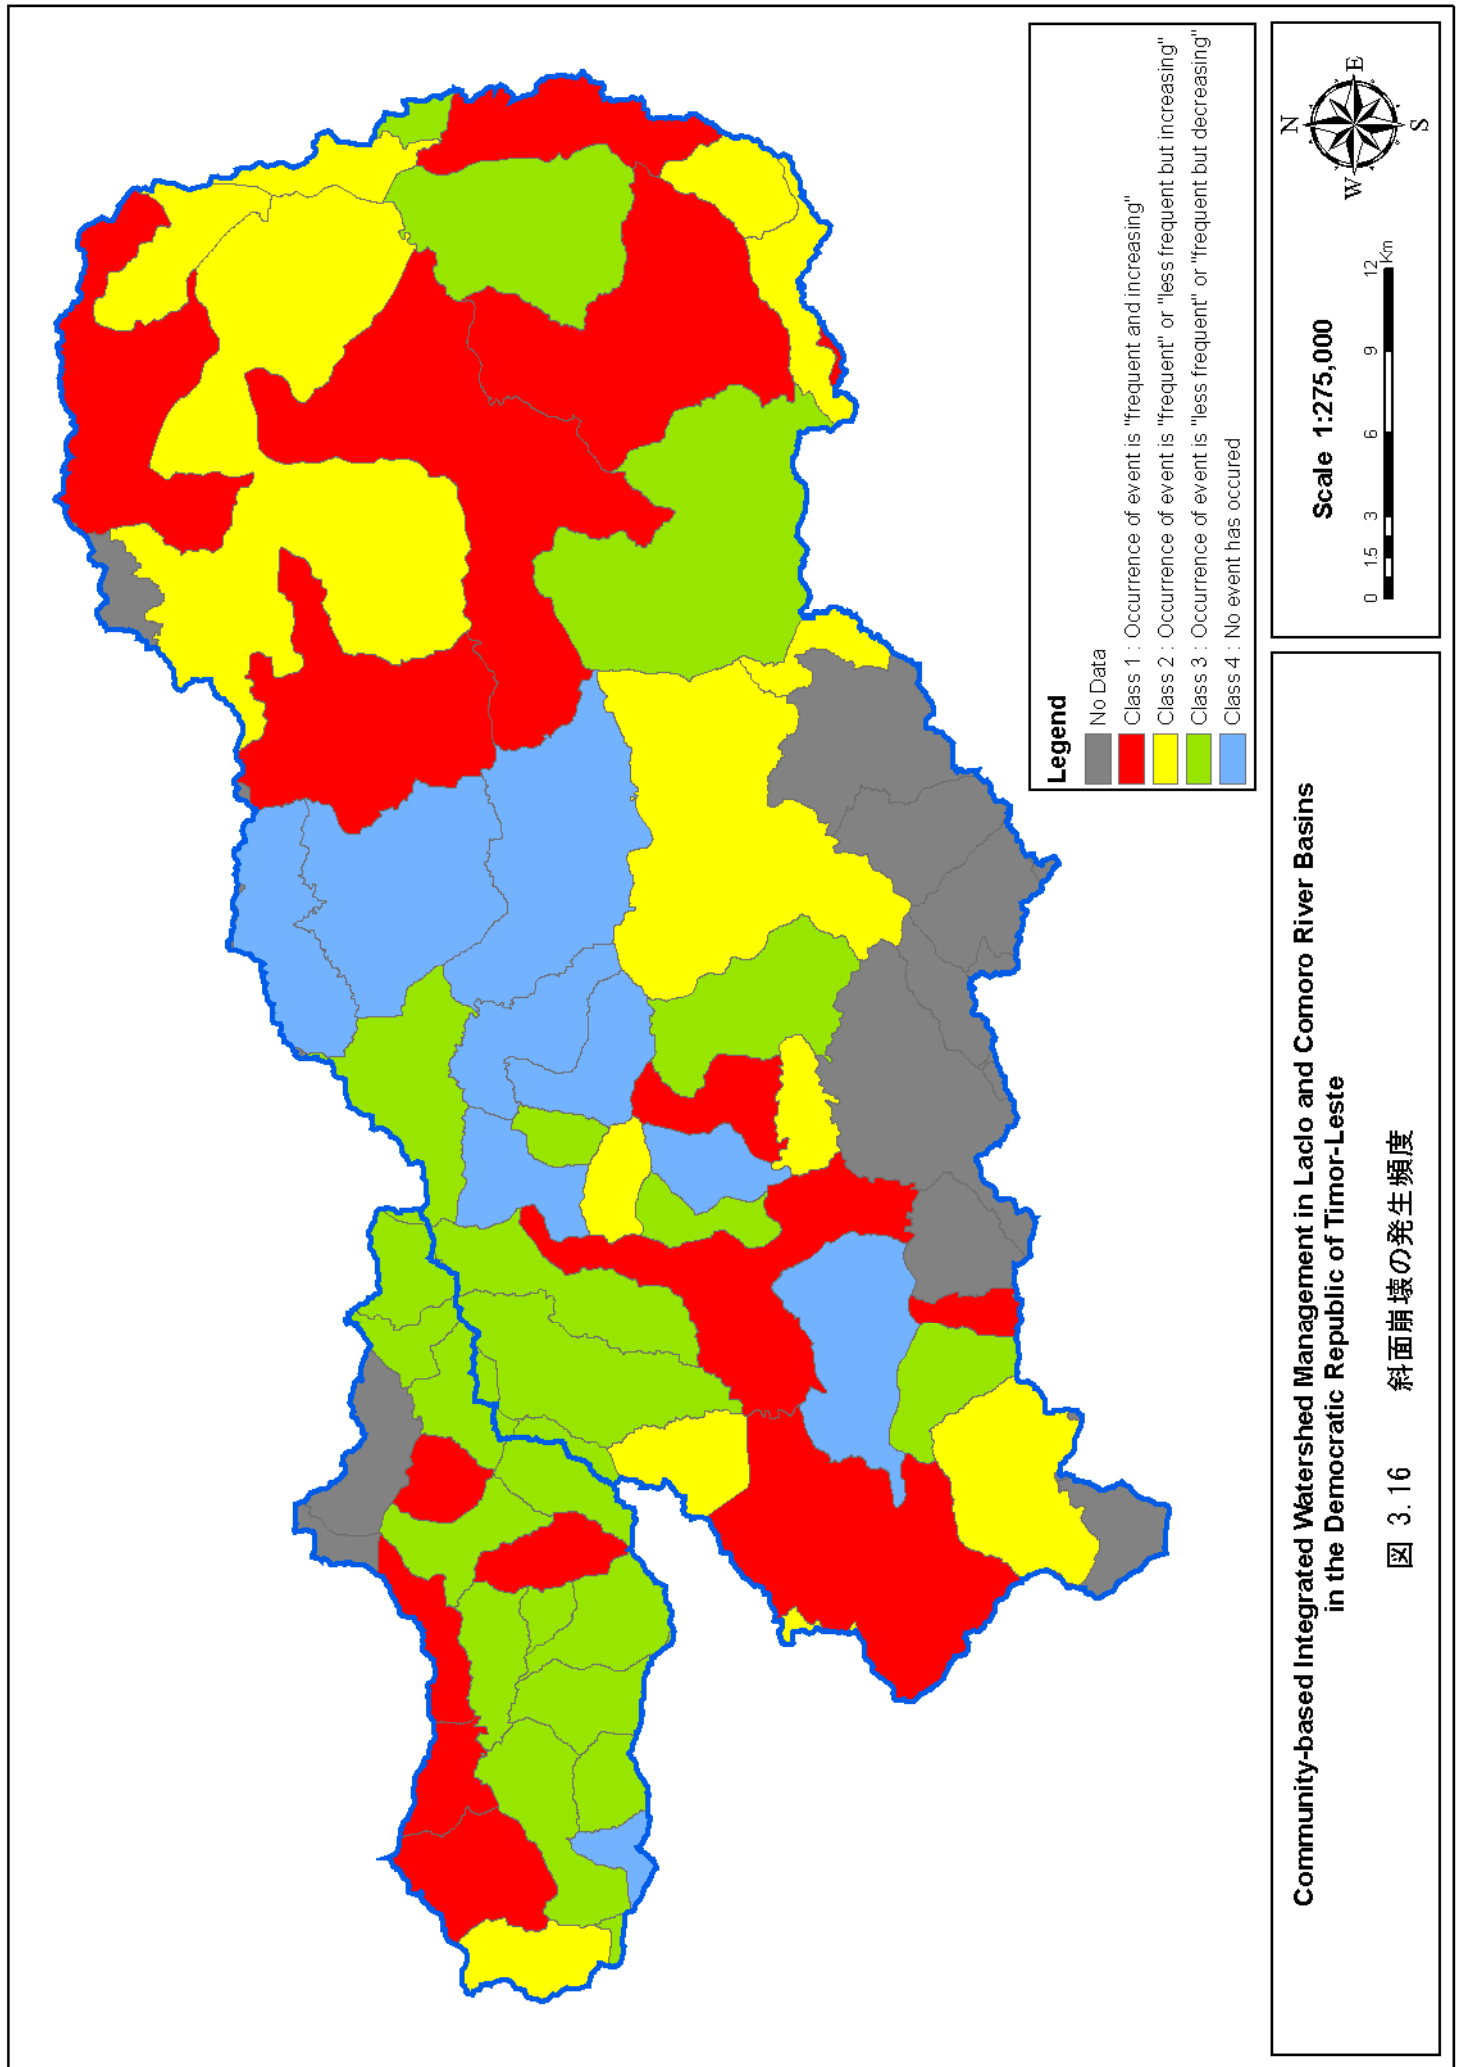 Legend
No Data
Class 1 : Occurrence of event is "frequent and increasing"
Class 2 : Occurrence of event is "frequent" or "less frequent but increasing"
Class 3 : Occurrence of event is "less frequent" or "frequent but decreasing"
Class 4 : No event has occured
N
W E
S
Scale 1:275,000
0 1.5 3 6 9 12
Km
Community-based Integrated Watershed Management in Laclo and Comoro River Basins
in the Democratic Republic of Timor-Leste
図 3.16 斜面崩壊の発生頻度